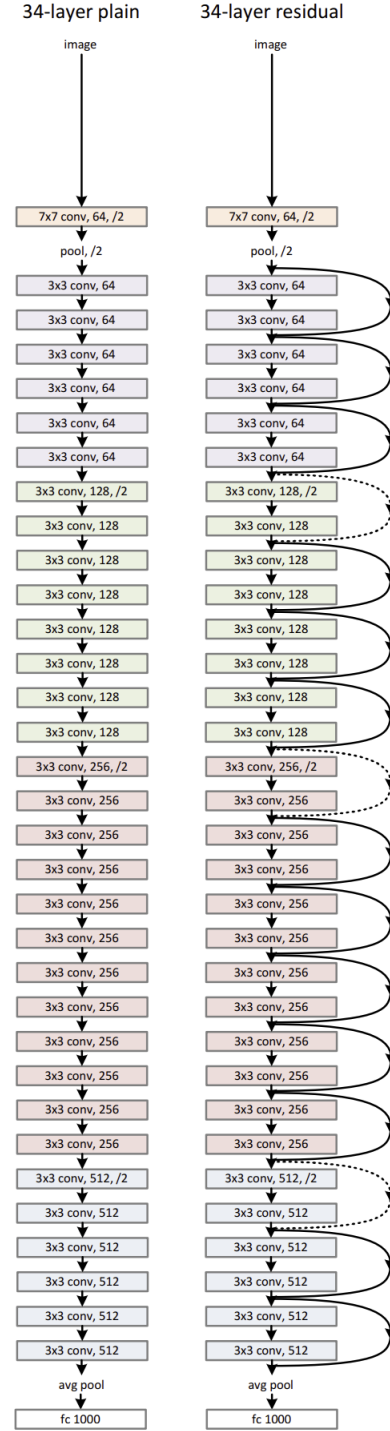 34-layer plain
image
7x7 conv, 64, /2
pool, /2
3x3 conv, 64
3x3 conv, 64
3x3 conv, 64
3x3 conv, 64
3x3 conv, 64
3x3 conv, 64
3x3 conv, 128, /2
3x3 conv, 128
3x3 conv, 128
3x3 conv, 128
3x3 conv, 128
3x3 conv, 128
3x3 conv, 128
3x3 conv, 128
3x3 conv, 256, /2
3x3 conv, 256
3x3 conv, 256
3x3 conv, 256
3x3 conv, 256
3x3 conv, 256
3x3 conv, 256
3x3 conv, 256
3x3 conv, 256
3x3 conv, 256
3x3 conv, 256
3x3 conv, 256
3x3 conv, 512, /2
3x3 conv, 512
3x3 conv, 512
3x3 conv, 512
3x3 conv, 512
3x3 conv, 512
avg pool
fc 1000
34-layer residual
image
7x7 conv, 64, /2
pool, /2
3x3 conv, 64
3x3 conv, 64
3x3 conv, 64
3x3 conv, 64
3x3 conv, 64
3x3 conv, 64
3x3 conv, 128, /2
3x3 conv, 128
3x3 conv, 128
3x3 conv, 128
3x3 conv, 128
3x3 conv, 128
3x3 conv, 128
3x3 conv, 128
3x3 conv, 256, /2
3x3 conv, 256
3x3 conv, 256
3x3 conv, 256
3x3 conv, 256
3x3 conv, 256
3x3 conv, 256
3x3 conv, 256
3x3 conv, 256
3x3 conv, 256
3x3 conv, 256
3x3 conv, 256
3x3 conv, 512, /2
3x3 conv, 512
3x3 conv, 512
3x3 conv, 512
3x3 conv, 512
3x3 conv, 512
avg pool
fc 1000